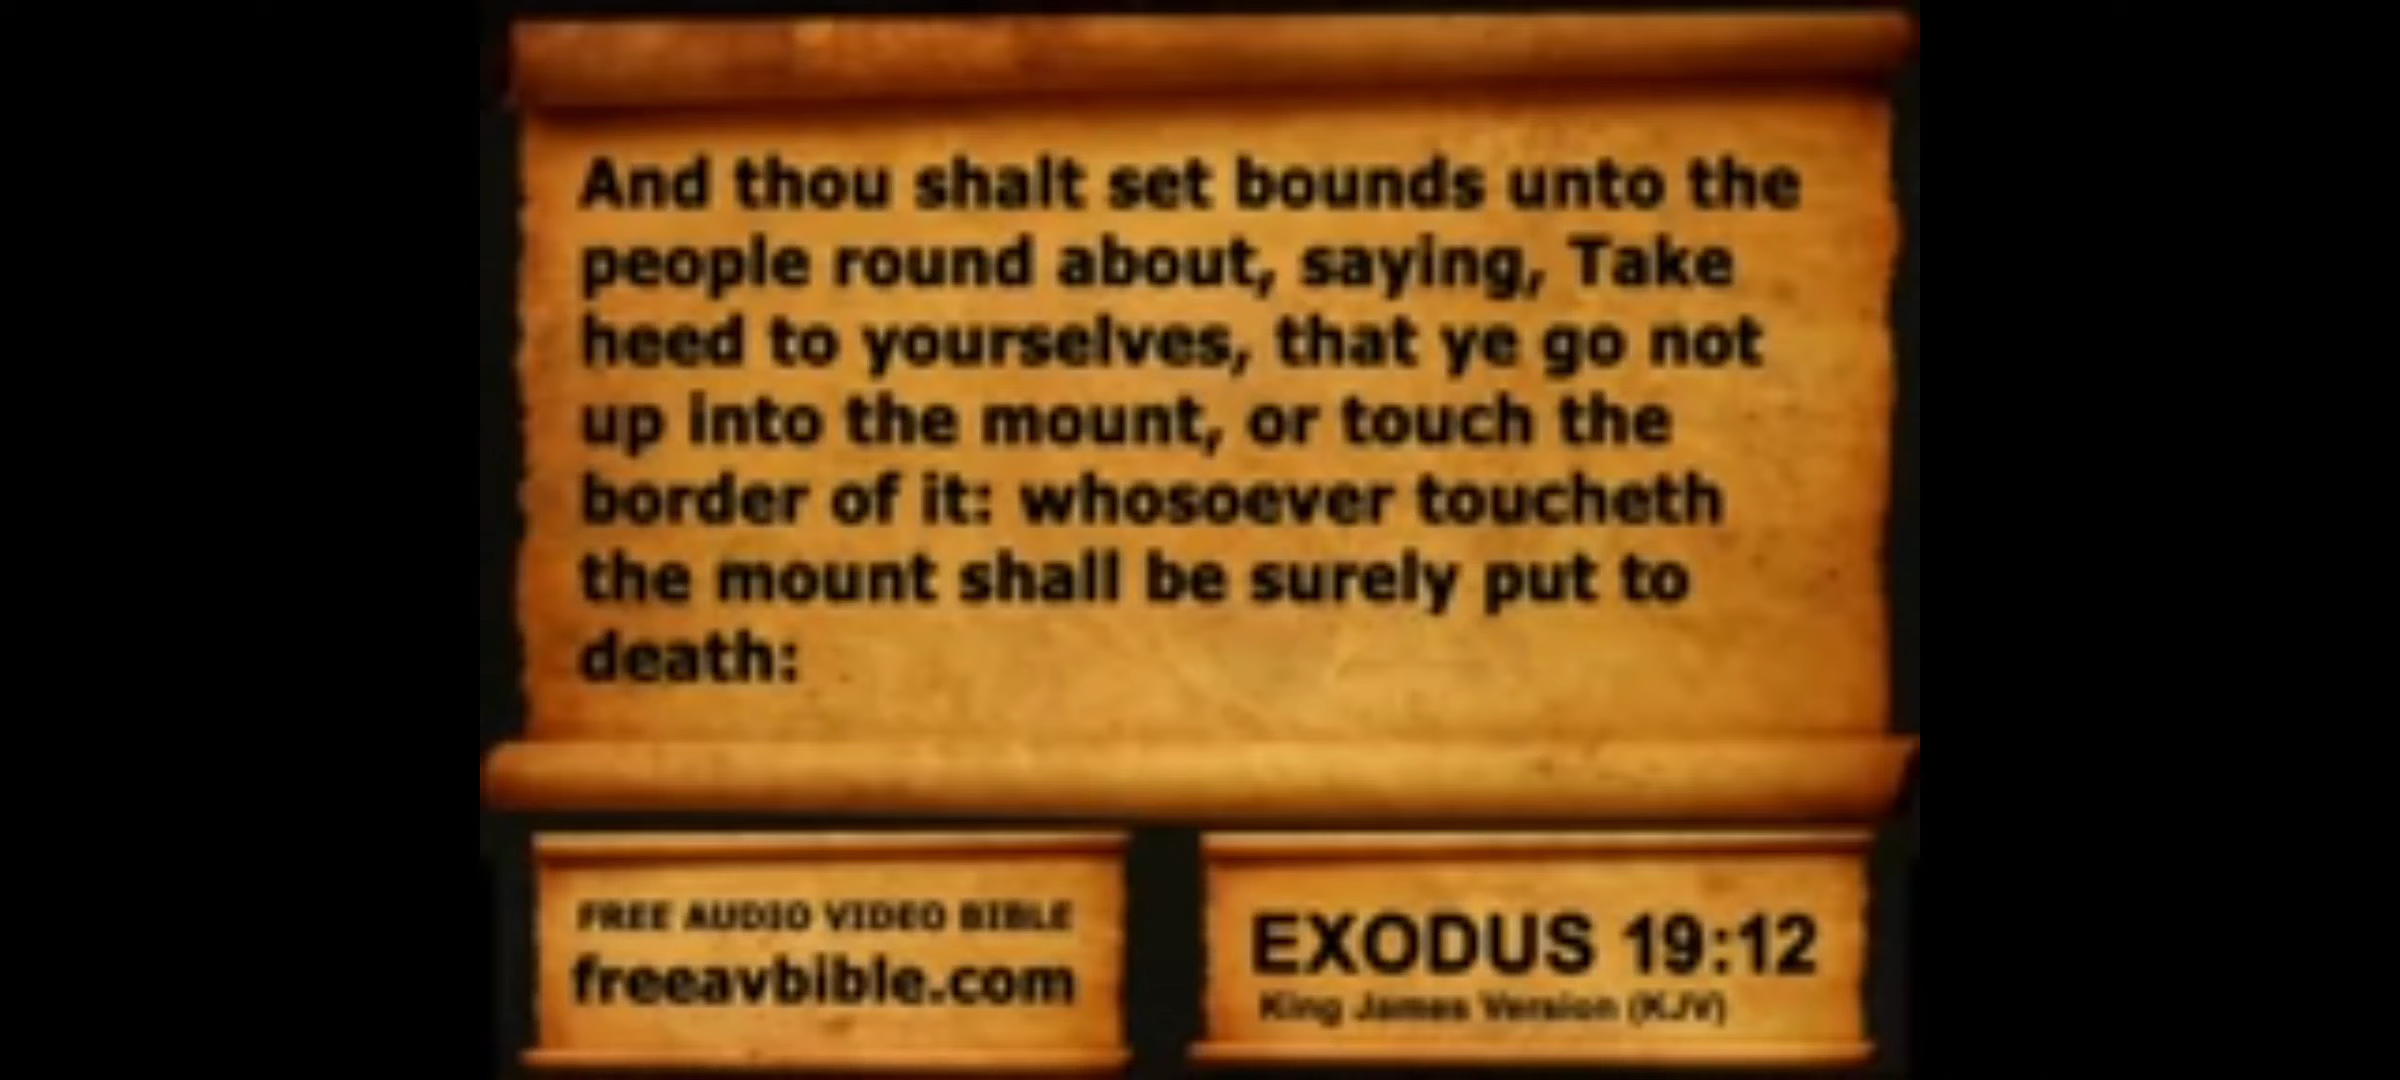 And thou shalt set bounds unto the
people round about, saying, Take
heed to yourselves, that ye go not
up into the mount, or touch the
border of it: whosoever toucheth
the mount shall be surely put to
death:
FREE AUDIO VIDEO BIBLE
freeavbible.com
EXODUS 19:12
King James Version (KJV)